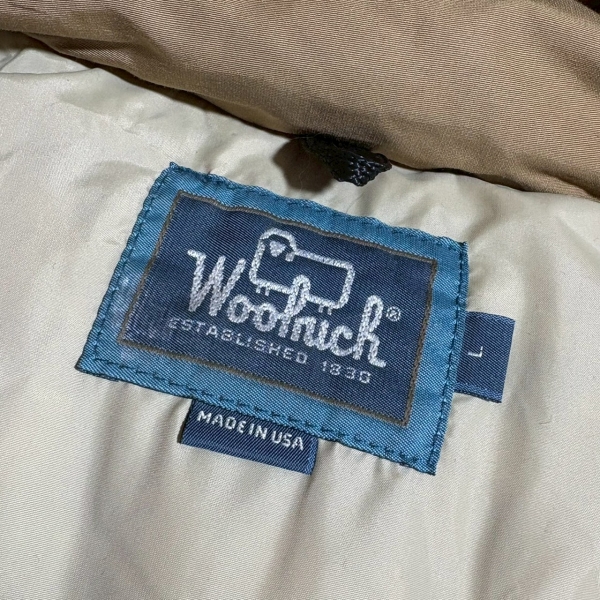 Woolrich®
ESTABLISHED 1830
L
MADE IN USA